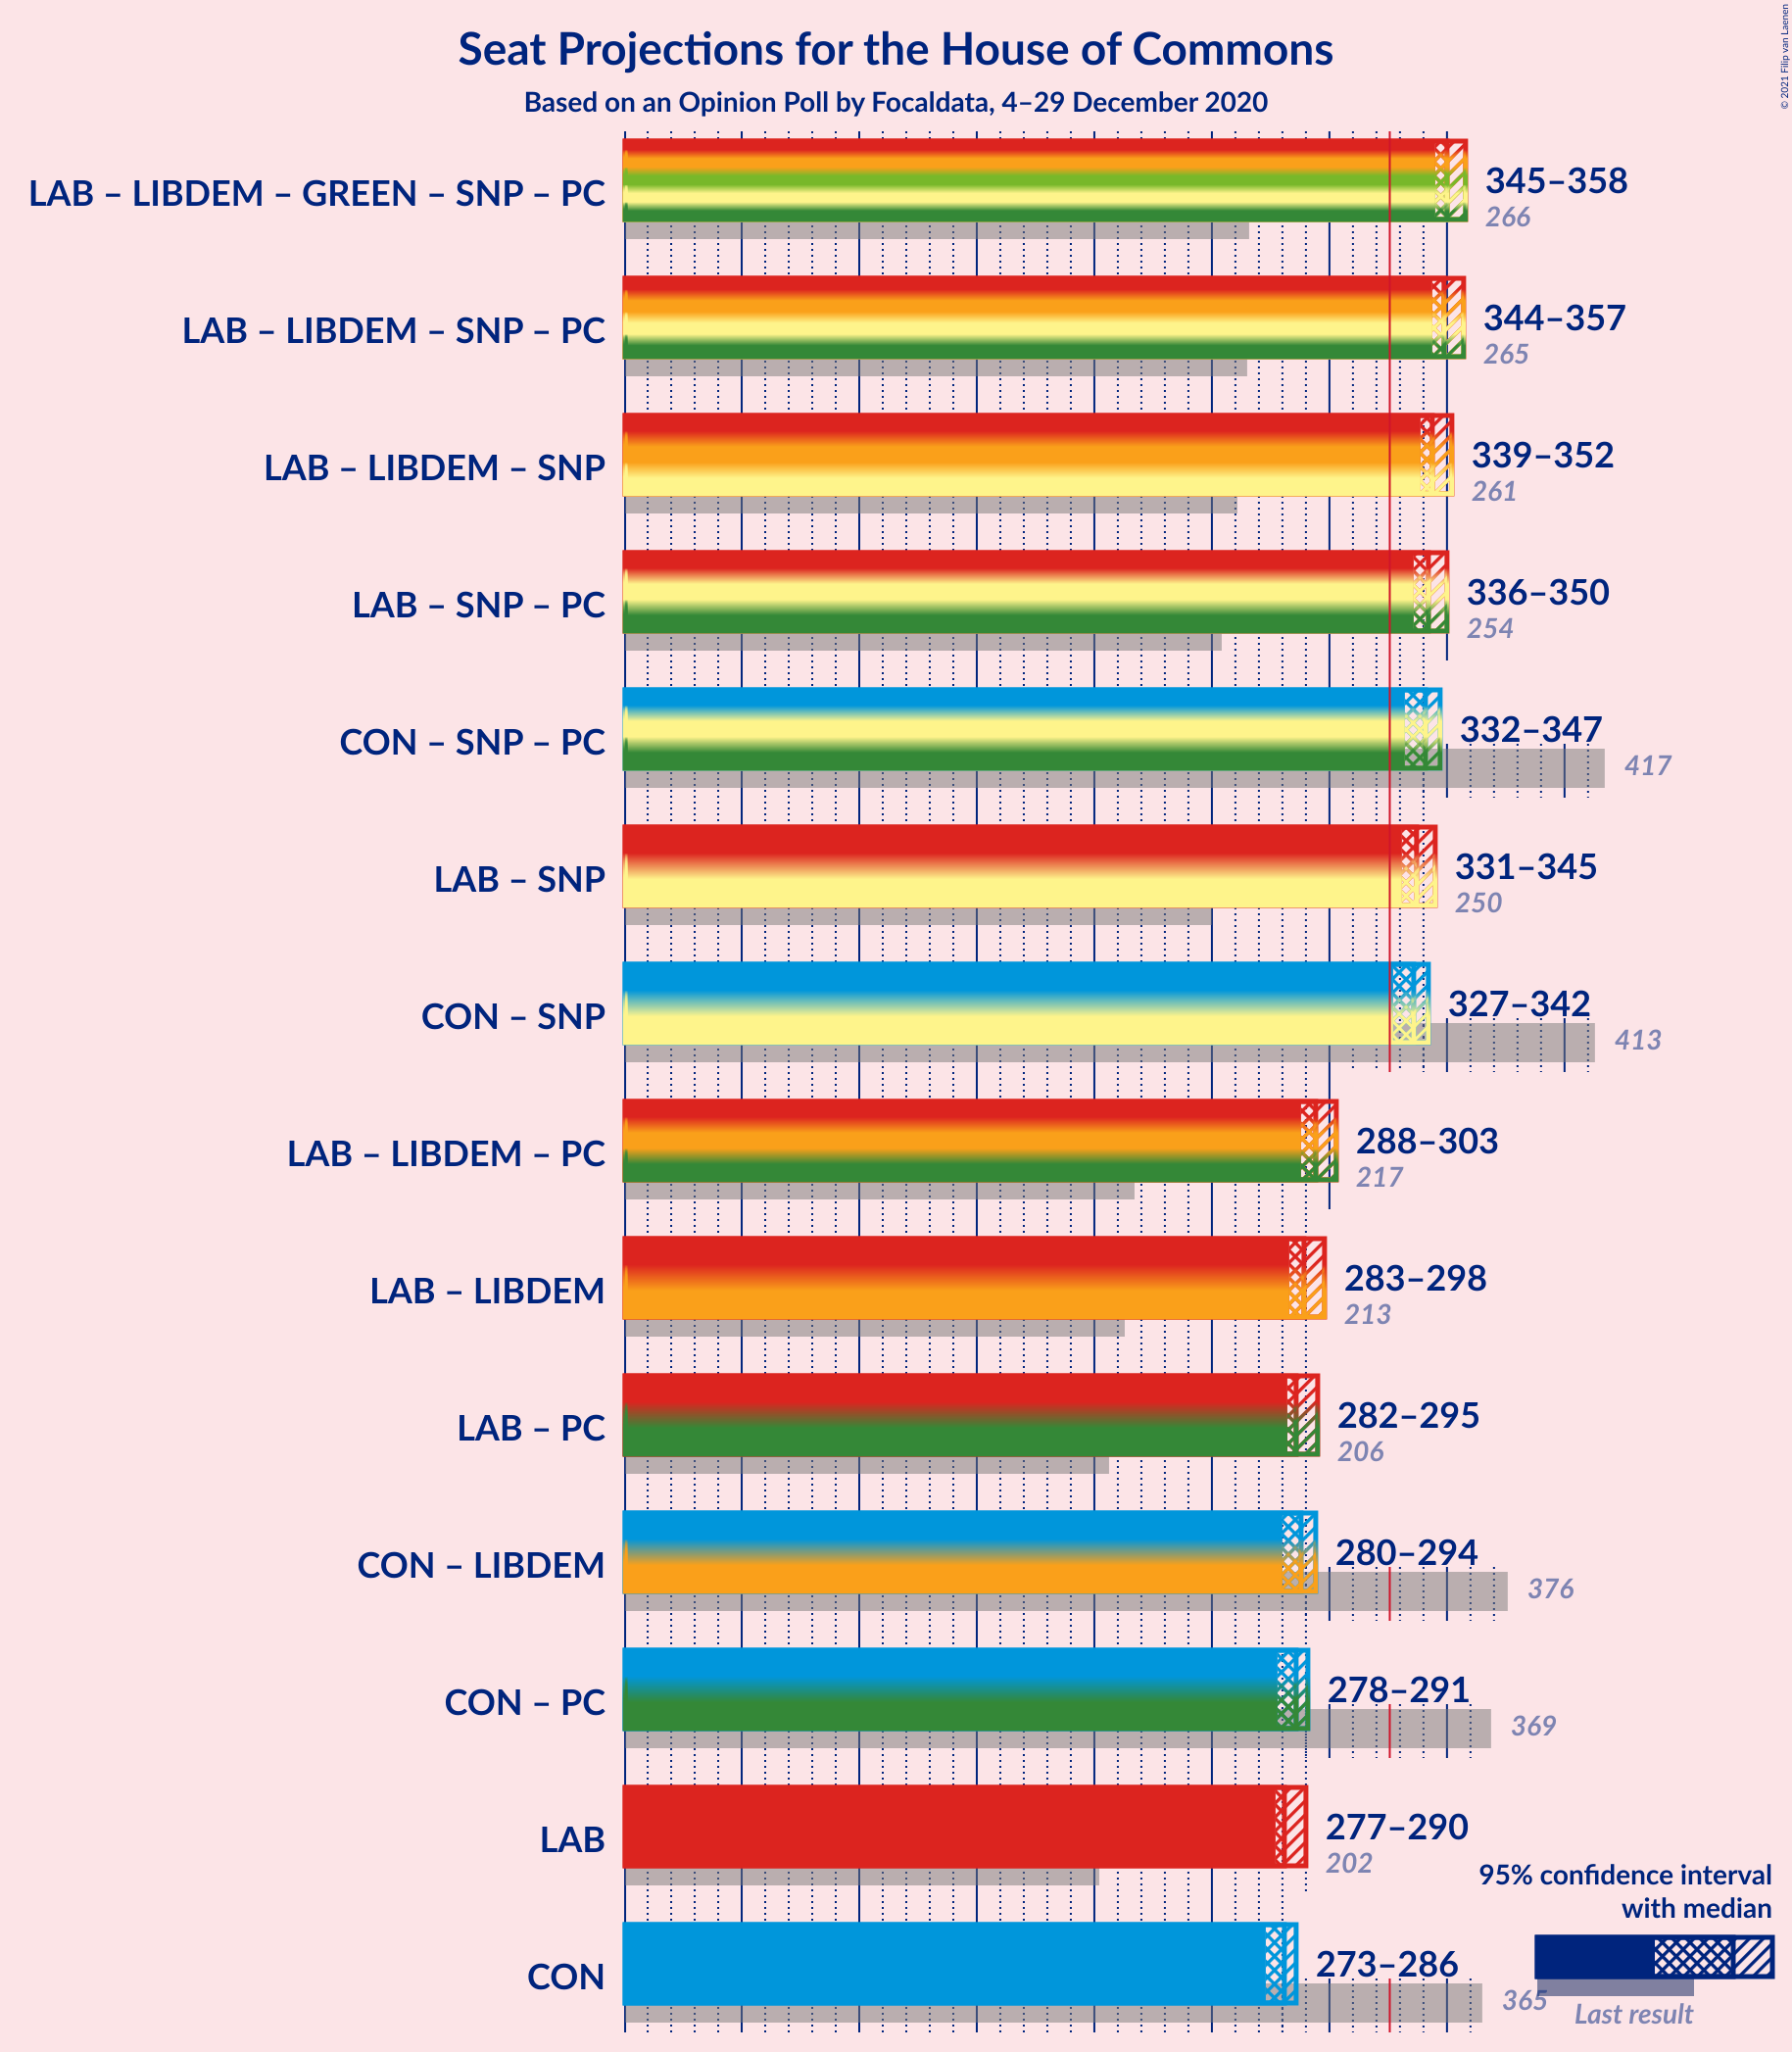 Seat Projections for the House of Commons
Based on an Opinion Poll by Focaldata, 4–29 December 2020
© 2021 Filip van Laenen
LAB – LIBDEM – GREEN – SNP – PC
345–358
266
LAB – LIBDEM – SNP – PC
344–357
265
LAB – LIBDEM – SNP
339–352
261
LAB – SNP – PC
336–350
254
CON – SNP – PC
332–347
417
LAB – SNP
331–345
250
CON – SNP
327–342
413
LAB – LIBDEM – PC
288–303
217
LAB – LIBDEM
283–298
213
LAB – PC
282–295
206
CON – LIBDEM
280–294
376
CON – PC
278–291
369
LAB
277–290
202
CON
273–286
365
95% confidence interval
with median
Last result